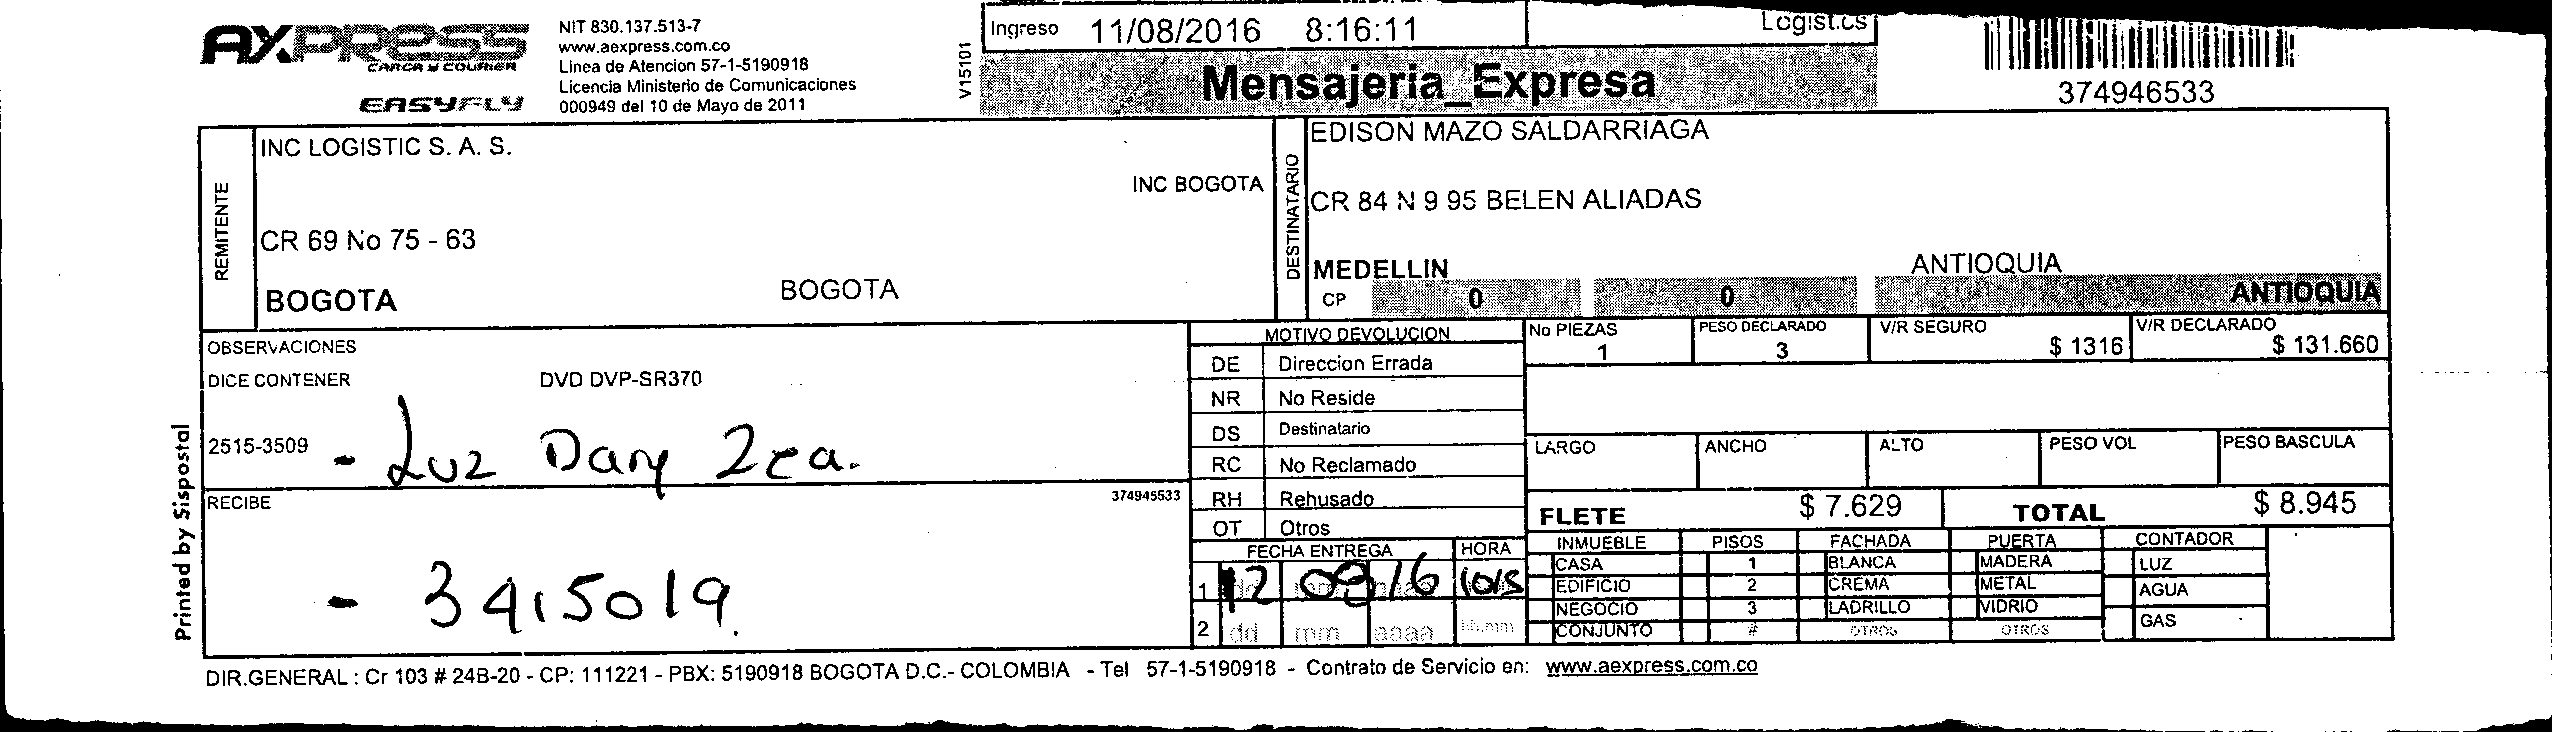 AXPRESS
CARGA Y COURIER
EASYFLY
NIT 830.137.513-7
www.aexpress.com.co
Linea de Atencion 57-1-5190918
Licencia Ministerio de Comunicaciones
000949 del 10 de Mayo de 2011
V15101
Ingreso 11/08/2016 8:16:11 Logistics
Mensajeria_Expresa
374946533
REMITENTE
INC LOGISTIC S. A. S.
INC BOGOTA
CR 69 No 75 - 63
BOGOTA BOGOTA
DESTINATARIO
EDISON MAZO SALDARRIAGA
CR 84 N 9 95 BELEN ALIADAS
MEDELLIN ANTIOQUIA
CP 0 0 ANTIOQUIA
OBSERVACIONES
DICE CONTENER DVD DVP-SR370
2515-3509 - Luz Dary Zea.
RECIBE 374945533
- 3415019.
Printed by Sispostal
MOTIVO DEVOLUCION
DE Direccion Errada
NR No Reside
DS Destinatario
RC No Reclamado
RH Rehusado
OT Otros
FECHA ENTREGA HORA
1 12 08 16 1015
2 dd mm aaaa hh:mm
No PIEZAS PESO DECLARADO V/R SEGURO V/R DECLARADO
1 3 $ 1316 $ 131.660
LARGO ANCHO ALTO PESO VOL PESO BASCULA
FLETE $ 7.629 TOTAL $ 8.945
INMUEBLE PISOS FACHADA PUERTA CONTADOR
CASA 1 BLANCA MADERA LUZ
EDIFICIO 2 CREMA METAL AGUA
NEGOCIO 3 LADRILLO VIDRIO GAS
CONJUNTO # OTROS OTROS
DIR.GENERAL : Cr 103 # 24B-20 - CP: 111221 - PBX: 5190918 BOGOTA D.C.- COLOMBIA - Tel 57-1-5190918 - Contrato de Servicio en: www.aexpress.com.co